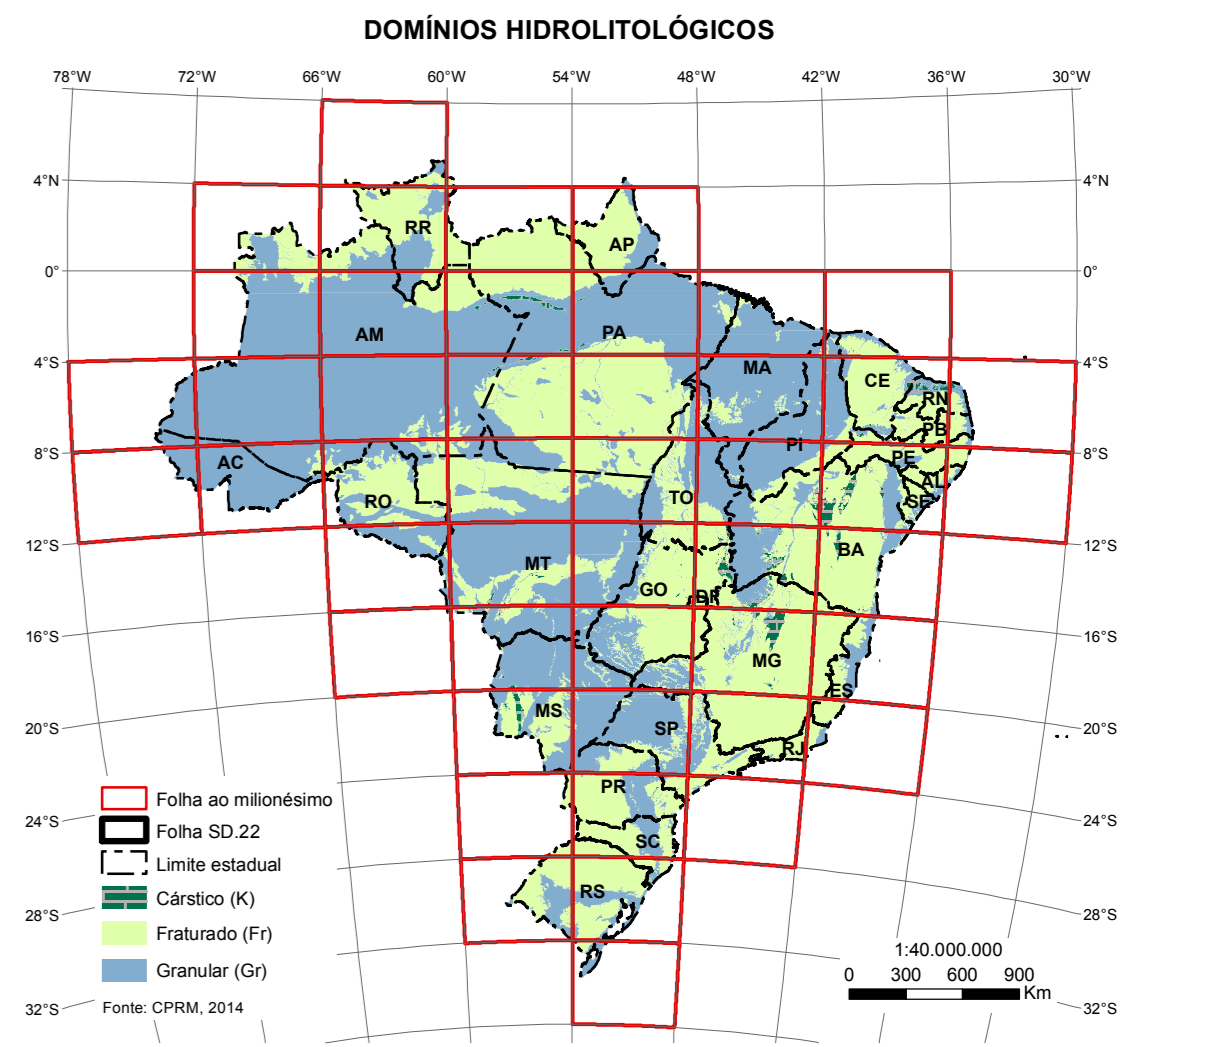 DOMÍNIOS HIDROLITOLÓGICOS
78°W 72°W 66°W 60°W 54°W 48°W 42°W 36°W 30°W
4°N 4°N
RR
AP
0° 0°
AM PA
4°S 4°S
MA
CE
RN
PB
PI
8°S PE 8°S
AC
AL
RO TO SE
12°S BA 12°S
MT
GO DF
16°S 16°S
MG
ES
MS
20°S SP 20°S
RJ
PR
Folha ao milionésimo
24°S 24°S
Folha SD.22
SC
Limite estadual
RS
Cárstico (K)
28°S 28°S
Fraturado (Fr)
1:40.000.000
Granular (Gr)
0 300 600 900
Km
Fonte: CPRM, 2014
32°S 32°S